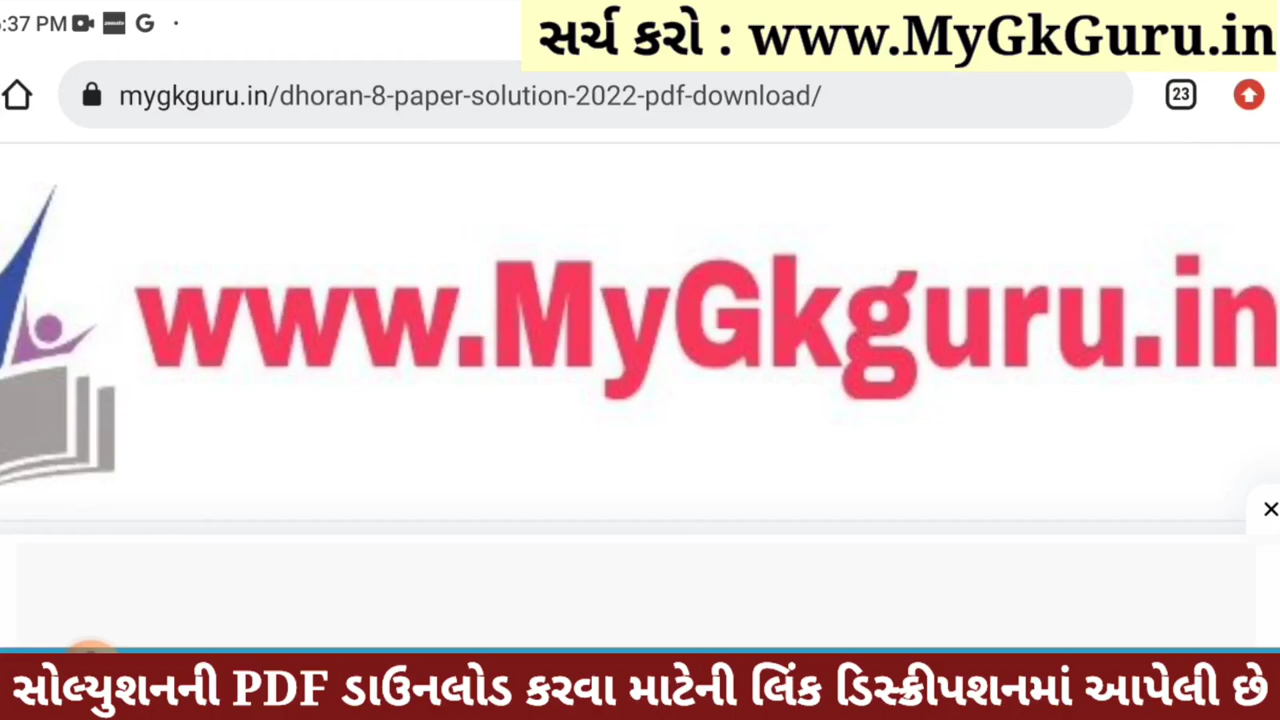 :37 PM
સર્ચ કરો : www.MyGkGuru.in
mygkguru.in/dhoran-8-paper-solution-2022-pdf-download/
23
www.MyGkguru.in
સોલ્યુશનની PDF ડાઉનલોડ કરવા માટેની લિંક ડિસ્ક્રીપશનમાં આપેલી છે